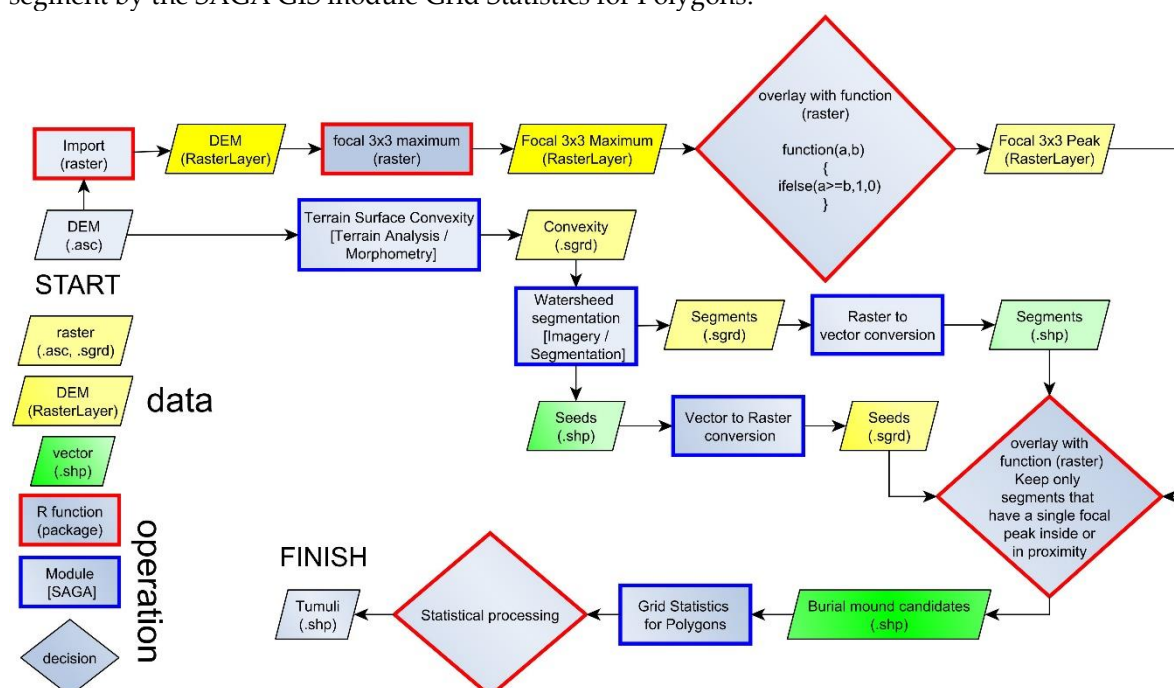 segment by the SAGA GIS module Grid Statistics for Polygons.
Import
(raster)
DEM
(RasterLayer)
focal 3x3 maximum
(raster)
Focal 3x3 Maximum
(RasterLayer)
overlay with function
(raster)
function(a,b)
{
ifelse(a>=b,1,0)
}
Focal 3x3 Peak
(RasterLayer)
DEM
(.asc)
START
Terrain Surface Convexity
[Terrain Analysis /
Morphometry]
Convexity
(.sgrd)
Watersheed
segmentation
[Imagery /
Segmentation]
Segments
(.sgrd)
Raster to
vector conversion
Segments
(.shp)
Seeds
(.shp)
Vector to Raster
conversion
Seeds
(.sgrd)
overlay with
function (raster)
Keep only
segments that
have a single focal
peak inside or
in proximity
Burial mound candidates
(.shp)
Grid Statistics
for Polygons
Statistical processing
FINISH
Tumuli
(.shp)
raster
(.asc, .sgrd)
DEM
(RasterLayer)
data
vector
(.shp)
R function
(package)
Module
[SAGA]
decision
operation